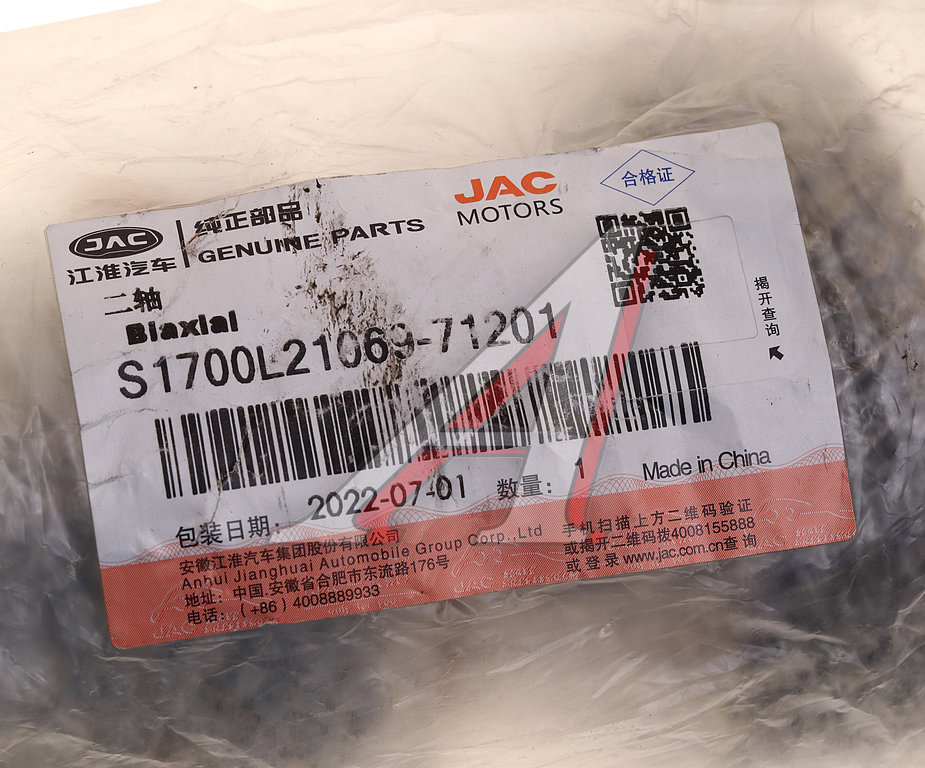 JAC
江淮汽车
纯正部品
GENUINE PARTS
JAC
MOTORS
合格证
揭开查询
二轴
Biaxial
S1700L21069-71201
包装日期: 2022-07-01 数量: 1 Made in China
安徽江淮汽车集团股份有限公司
Anhui Jianghuai Automobile Group Corp.,Ltd
地址: 中国.安徽省合肥市东流路176号
电话: (+86) 4008889933
手机扫描上方二维码验证
或揭开二维码拨4008155888
或登录www.jac.com.cn查询